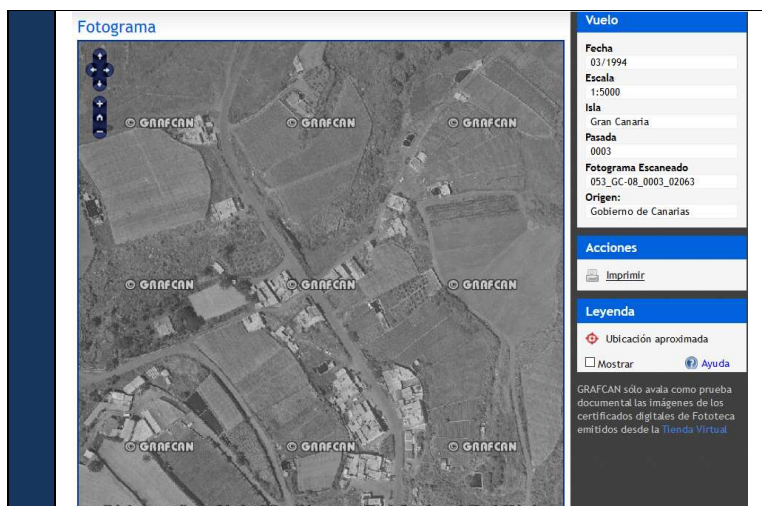 Fotograma
© GRAFCAN © GRAFCAN © GRAFCAN
© GRAFCAN © GRAFCAN © GRAFCAN
© GRAFCAN © GRAFCAN
Vuelo
Fecha
03/1994
Escala
1:5000
Isla
Gran Canaria
Pasada
0003
Fotograma Escaneado
053_GC-08_0003_02063
Origen:
Gobierno de Canarias
Acciones
Imprimir
Leyenda
Ubicación aproximada
Mostrar ? Ayuda
GRAFCAN sólo avala como prueba
documental las imágenes de los
certificados digitales de Fototeca
emitidos desde la Tienda Virtual